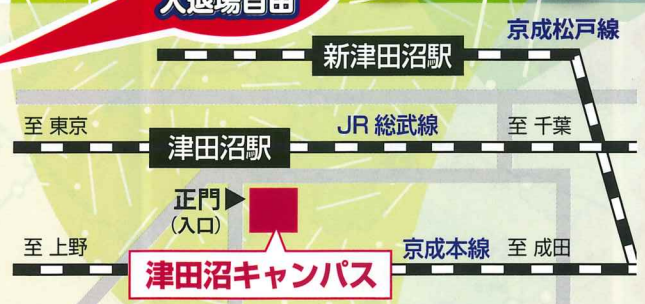 入退場自由
京成松戸線
新津田沼駅
至 東京
JR 総武線
至 千葉
津田沼駅
正門▶
(入口)
至 上野
京成本線
至 成田
津田沼キャンパス